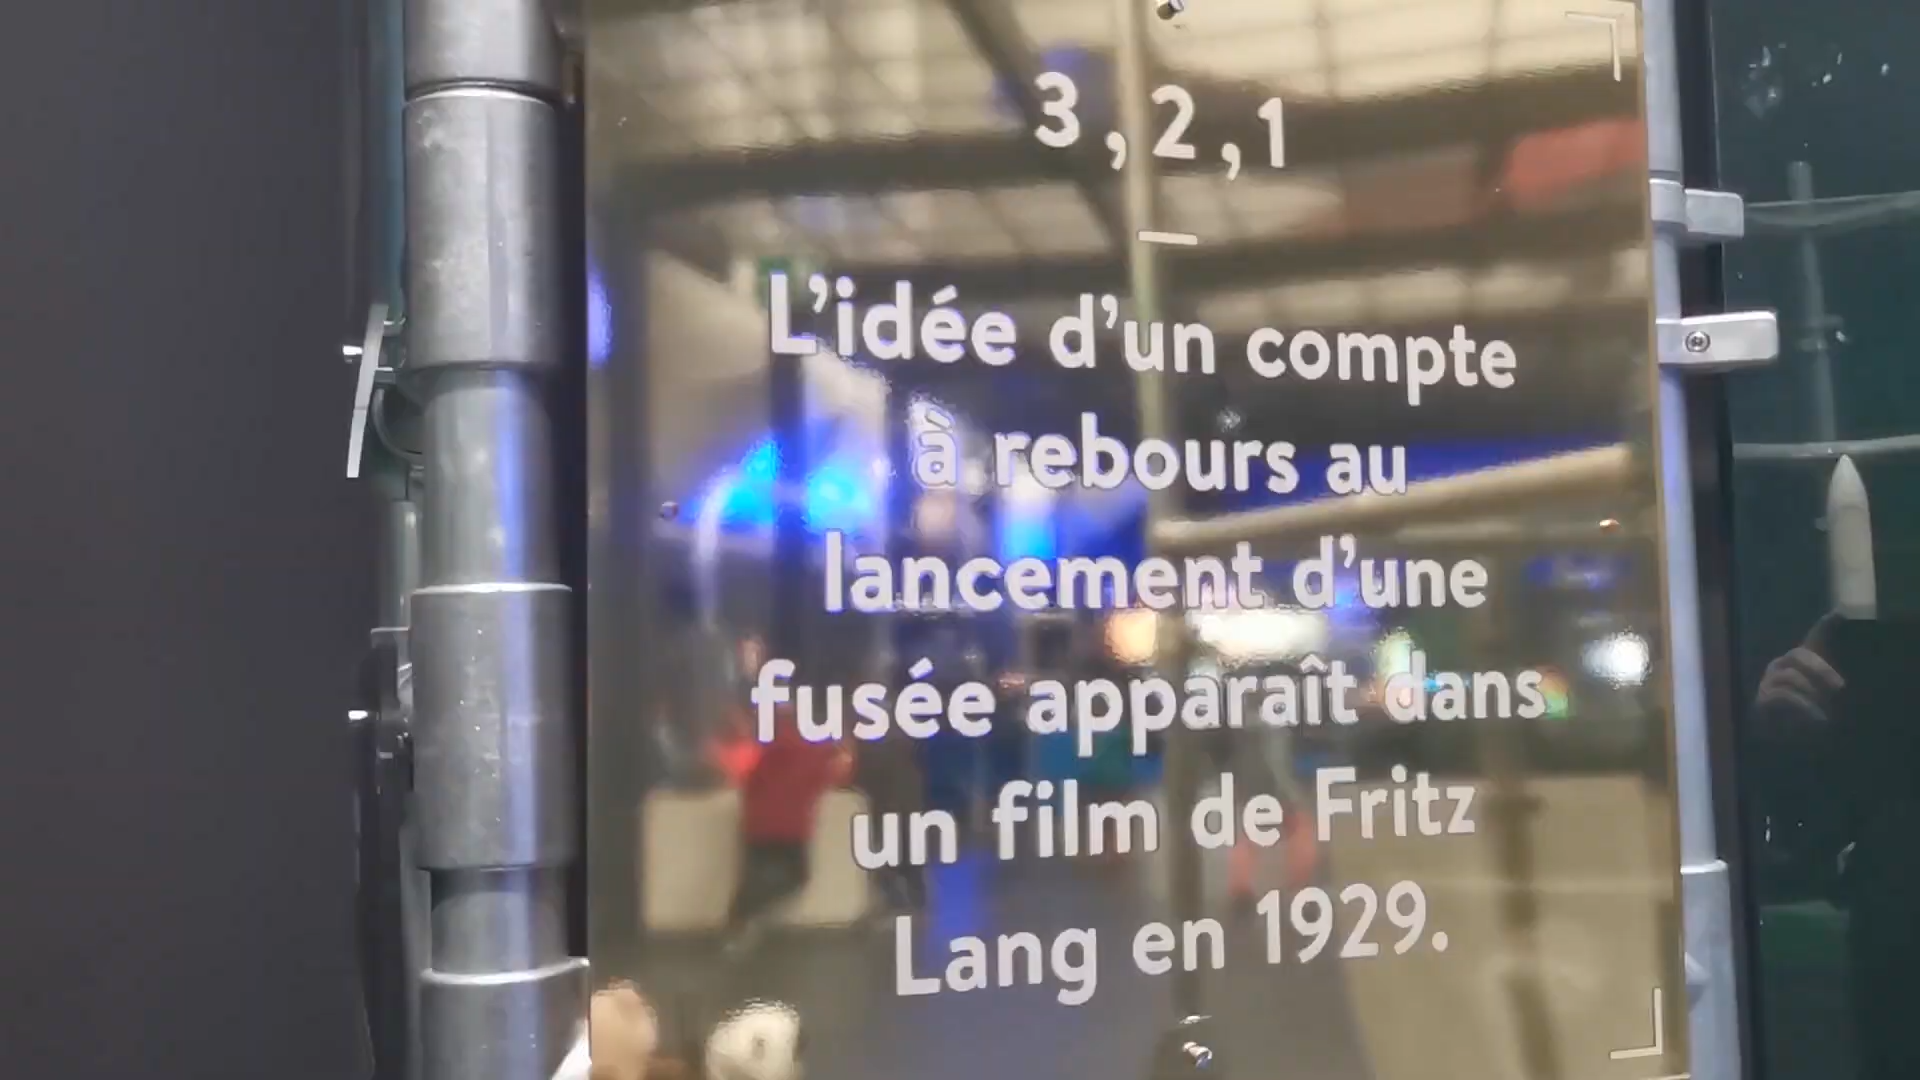 3, 2, 1
L'idée d'un compte
à rebours au
lancement d'une
fusée apparaît dans
un film de Fritz
Lang en 1929.